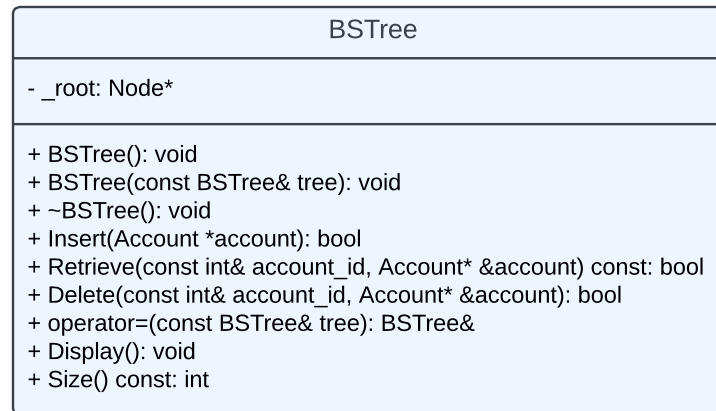 BSTree
- _root: Node*
+ BSTree(): void
+ BSTree(const BSTree& tree): void
+ ~BSTree(): void
+ Insert(Account *account): bool
+ Retrieve(const int& account_id, Account* &account) const: bool
+ Delete(const int& account_id, Account* &account): bool
+ operator=(const BSTree& tree): BSTree&
+ Display(): void
+ Size() const: int